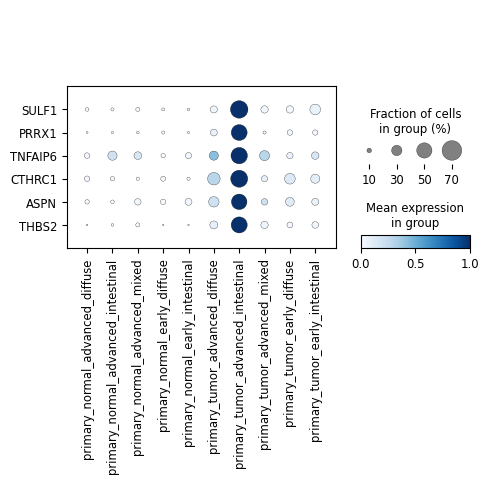 SULF1
PRRX1
TNFAIP6
CTHRC1
ASPN
THBS2
primary_normal_advanced_diffuse
primary_normal_advanced_intestinal
primary_normal_advanced_mixed
primary_normal_early_diffuse
primary_normal_early_intestinal
primary_tumor_advanced_diffuse
primary_tumor_advanced_intestinal
primary_tumor_advanced_mixed
primary_tumor_early_diffuse
primary_tumor_early_intestinal
Fraction of cells
in group (%)
10 30 50 70
Mean expression
in group
0.0 0.5 1.0